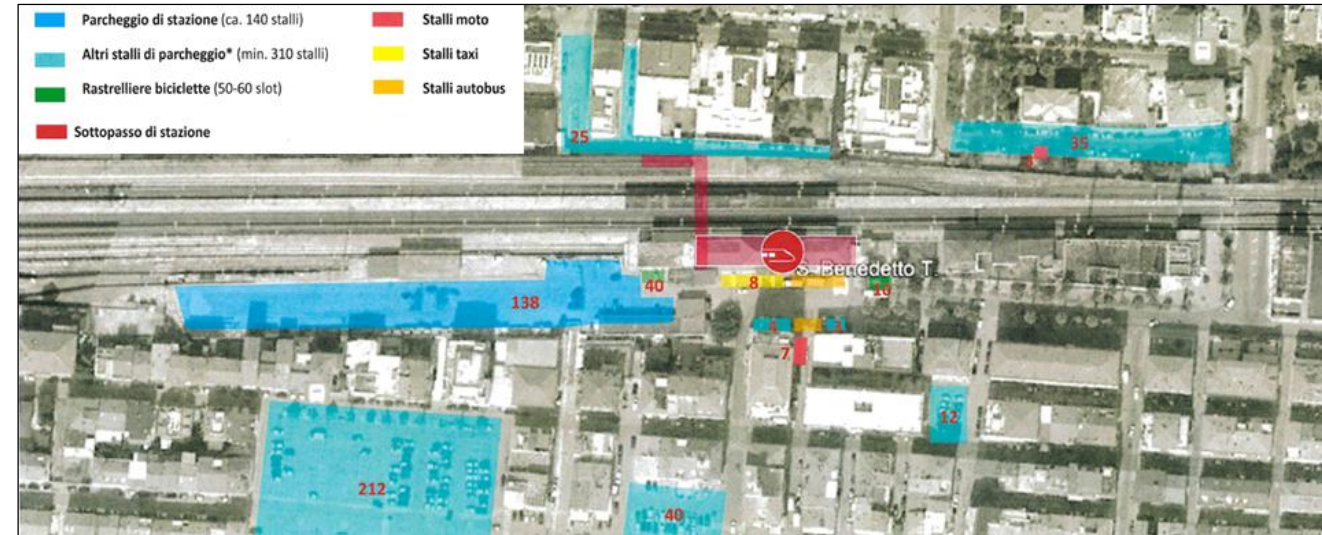 Parcheggio di stazione (ca. 140 stalli)
Altri stalli di parcheggio* (min. 310 stalli)
Rastrelliere biciclette (50-60 slot)
Sottopasso di stazione
Stalli moto
Stalli taxi
Stalli autobus
25
35
S. Benedetto T.
138
40
8
10
7
12
212
40